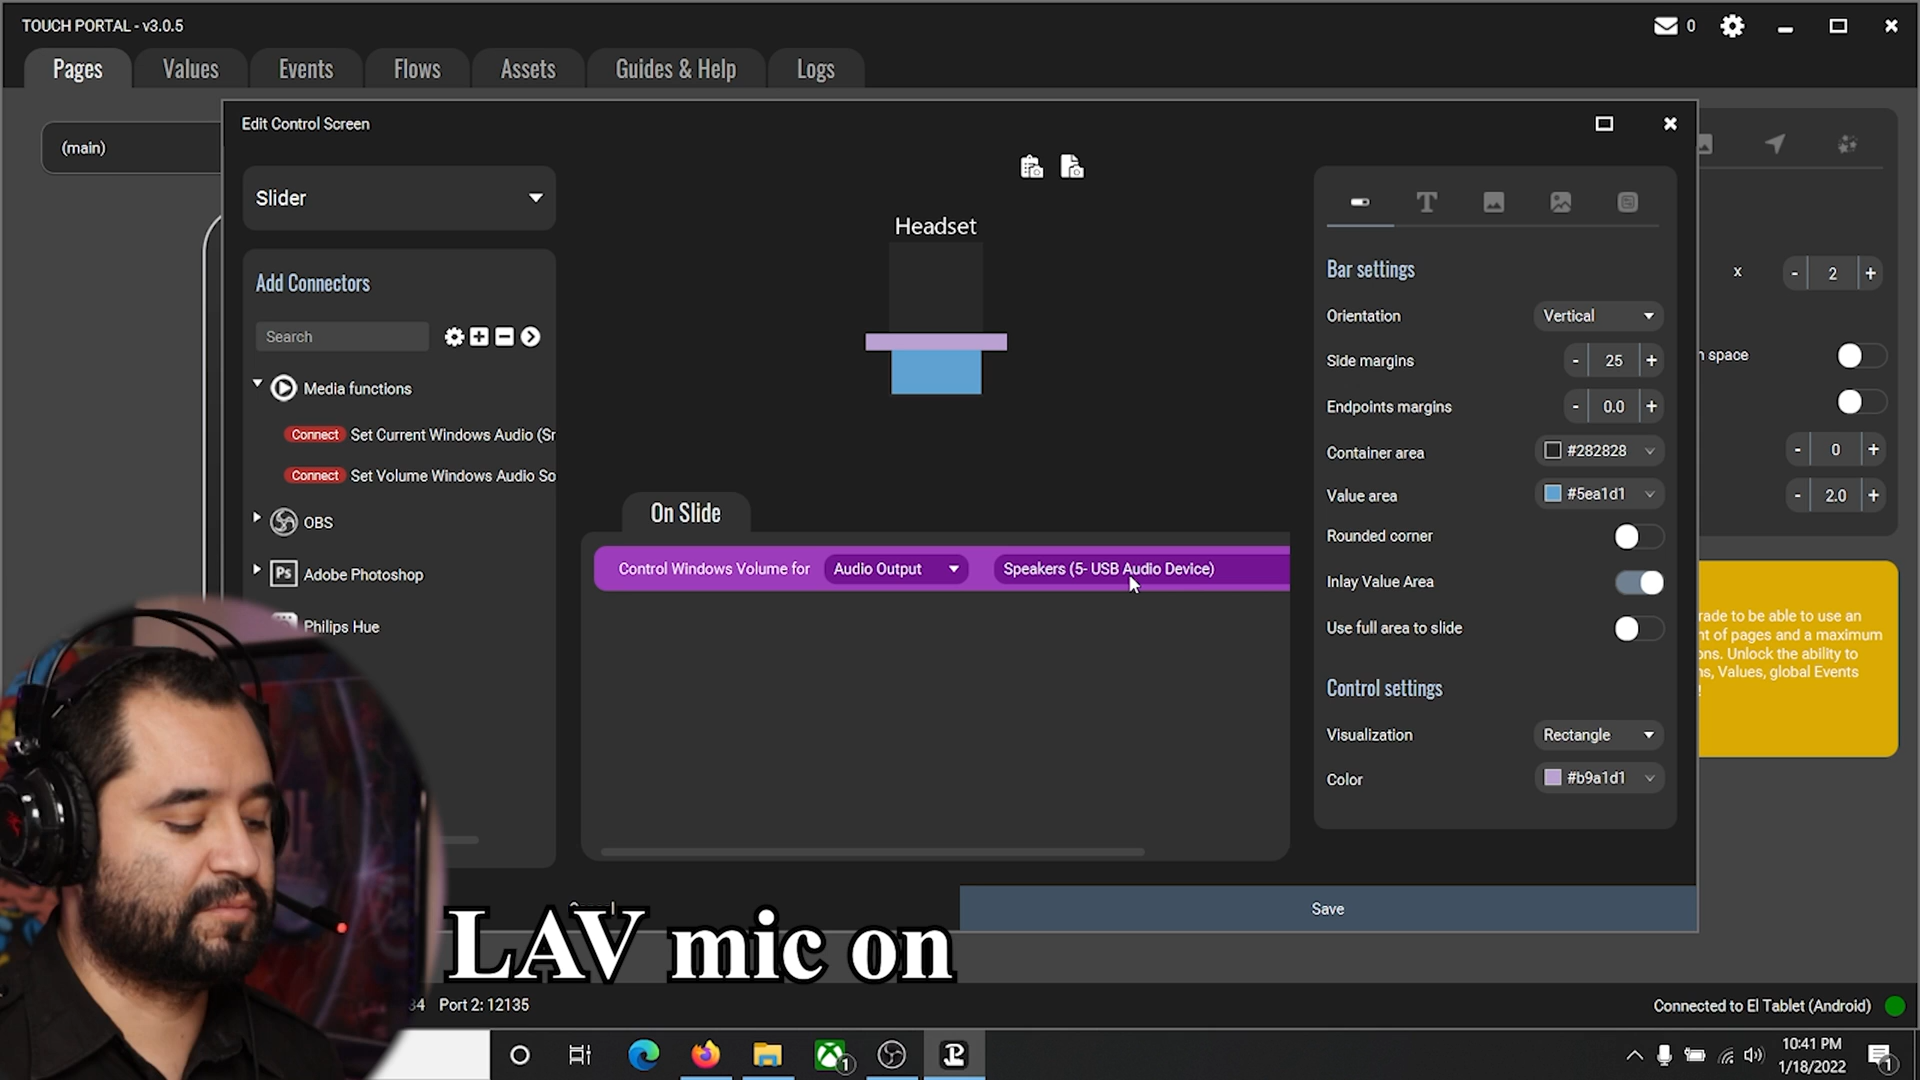 TOUCH PORTAL - v3.0.5
0
Pages
Values
Events
Flows
Assets
Guides & Help
Logs
(main)
Edit Control Screen
Slider
Add Connectors
Search
Media functions
Connect Set Current Windows Audio (Sr
Connect Set Volume Windows Audio So
OBS
Ps Adobe Photoshop
Philips Hue
Headset
On Slide
Control Windows Volume for Audio Output Speakers (5- USB Audio Device)
T
Bar settings
Orientation Vertical
Side margins - 25 +
Endpoints margins - 0.0 +
Container area #282828
Value area #5ea1d1
Rounded corner
Inlay Value Area
Use full area to slide
Control settings
Visualization Rectangle
Color #b9a1d1
x - 2 +
space
- 0 +
- 2.0 +
rade to be able to use an
of pages and a maximum
ons. Unlock the ability to
Values, global Events
!
Save
LAV mic on
34 Port 2: 12135
Connected to El Tablet (Android)
1
10:41 PM
1/18/2022
1